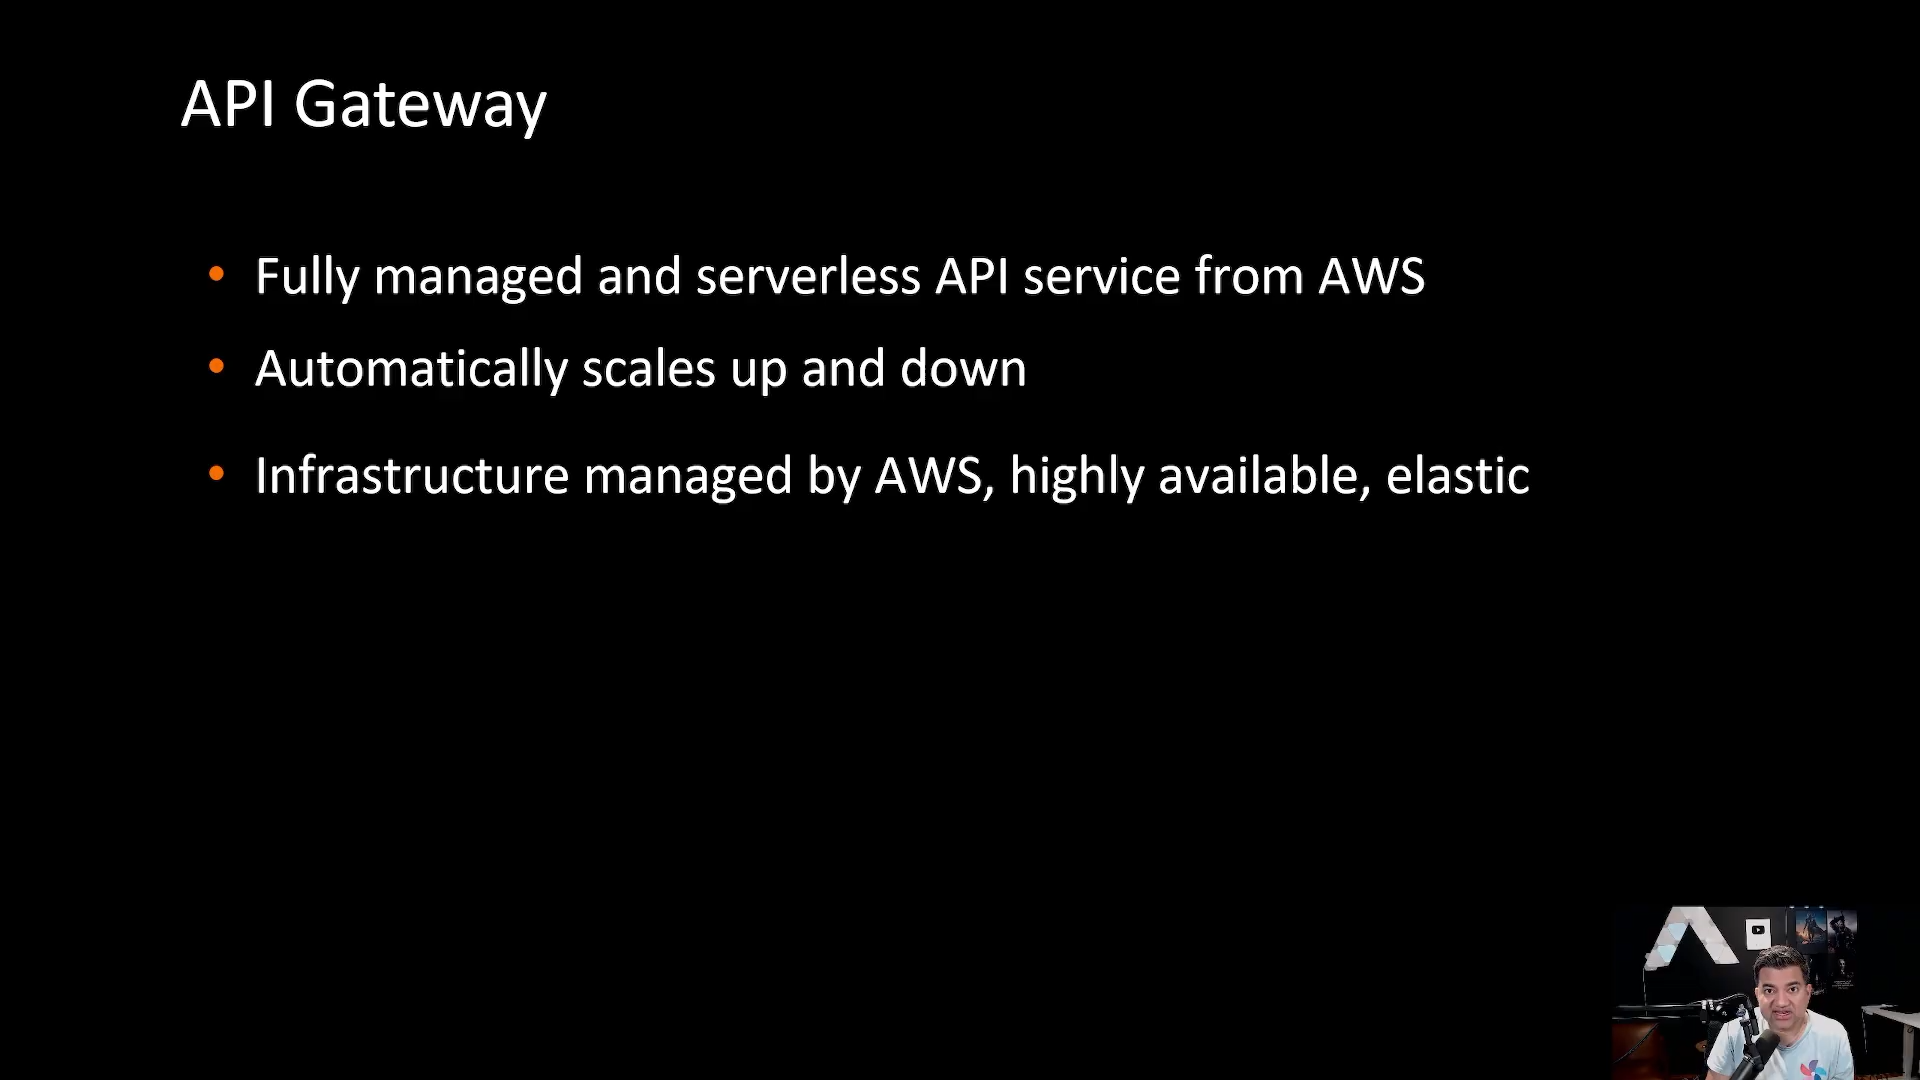 API Gateway
• Fully managed and serverless API service from AWS
• Automatically scales up and down
• Infrastructure managed by AWS, highly available, elastic